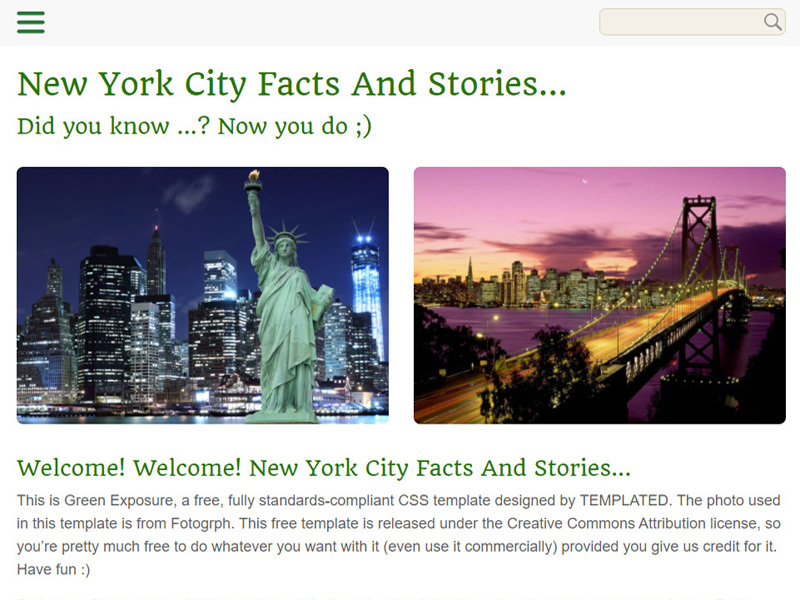 New York City Facts And Stories...
Did you know ...? Now you do ;)
Welcome! Welcome! New York City Facts And Stories...
This is Green Exposure, a free, fully standards-compliant CSS template designed by TEMPLATED. The photo used
in this template is from Fotogrph. This free template is released under the Creative Commons Attribution license, so
you’re pretty much free to do whatever you want with it (even use it commercially) provided you give us credit for it.
Have fun :)